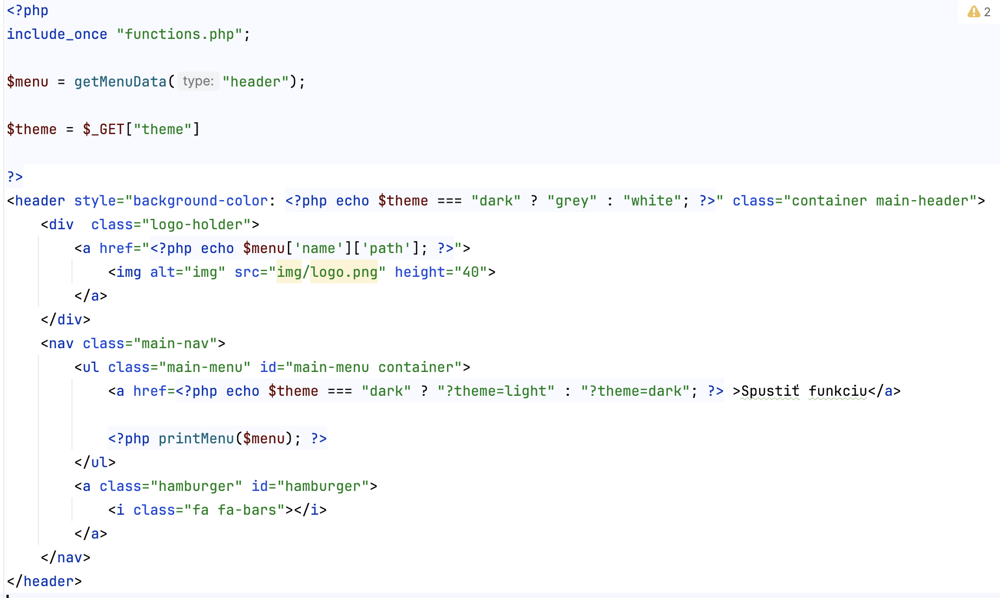 <?php
include_once "functions.php";
$menu = getMenuData( type: "header");
$theme = $_GET["theme"]
?>
<header style="background-color: <?php echo $theme === "dark" ? "grey" : "white"; ?>" class="container main-header">
    <div  class="logo-holder">
        <a href="<?php echo $menu['name']['path']; ?>">
            <img alt="img" src="img/logo.png" height="40">
        </a>
    </div>
    <nav class="main-nav">
        <ul class="main-menu" id="main-menu container">
            <a href=<?php echo $theme === "dark" ? "?theme=light" : "?theme=dark"; ?> >Spustiť funkciu</a>
            <?php printMenu($menu); ?>
        </ul>
        <a class="hamburger" id="hamburger">
            <i class="fa fa-bars"></i>
        </a>
    </nav>
</header>
2